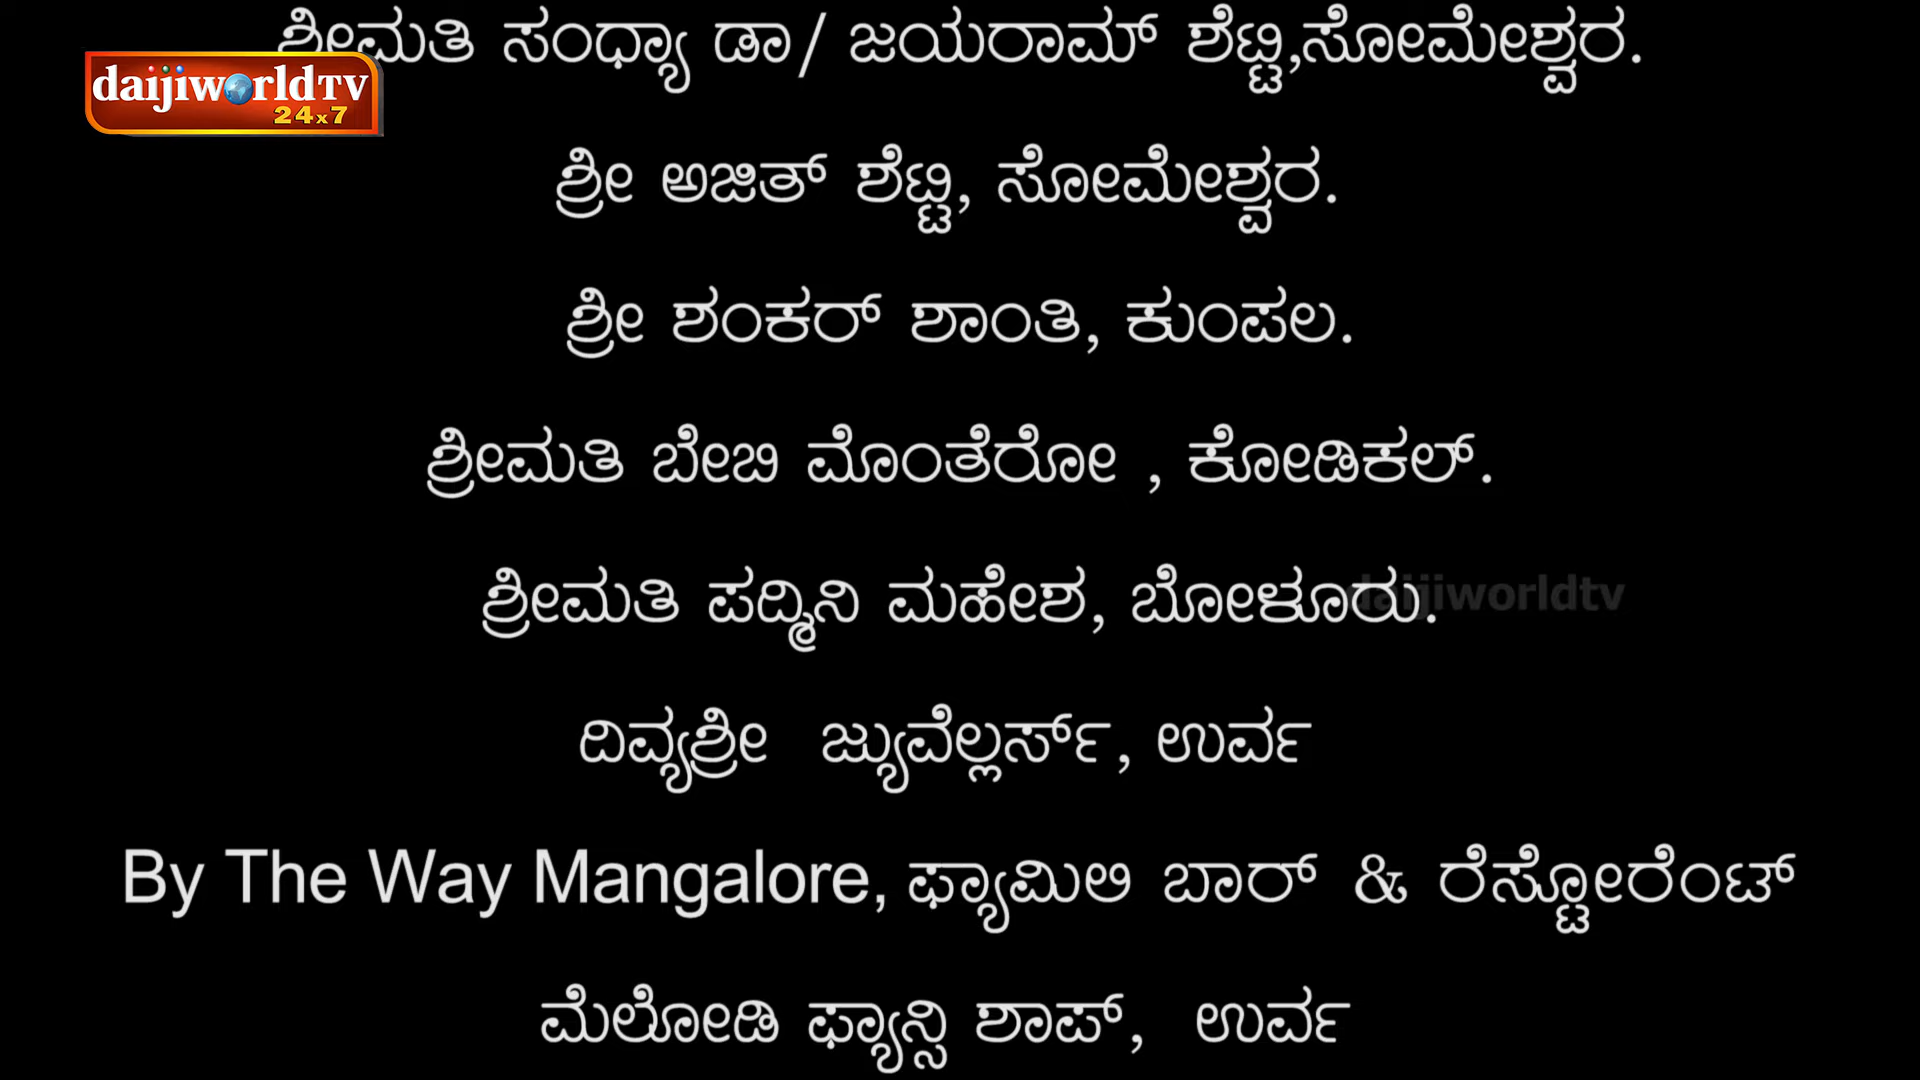 ಶ್ರೀಮತಿ ಸಂಧ್ಯಾ ಡಾ/ ಜಯರಾಮ್ ಶೆಟ್ಟಿ,ಸೋಮೇಶ್ವರ.
daijiworldTV
24x7
ಶ್ರೀ ಅಜಿತ್ ಶೆಟ್ಟಿ, ಸೋಮೇಶ್ವರ.
ಶ್ರೀ ಶಂಕರ್ ಶಾಂತಿ, ಕುಂಪಲ.
ಶ್ರೀಮತಿ ಬೇಬಿ ಮೊಂತೆರೋ , ಕೋಡಿಕಲ್.
ಶ್ರೀಮತಿ ಪದ್ಮಿನಿ ಮಹೇಶ, ಬೋಳೂರು.
daijiworldtv
ದಿವ್ಯಶ್ರೀ ಜ್ಯುವೆಲ್ಲರ್ಸ್, ಉರ್ವ
By The Way Mangalore, ಫ್ಯಾಮಿಲಿ ಬಾರ್ & ರೆಸ್ಟೋರೆಂಟ್
ಮೆಲೋಡಿ ಫ್ಯಾನ್ಸಿ ಶಾಪ್, ಉರ್ವ